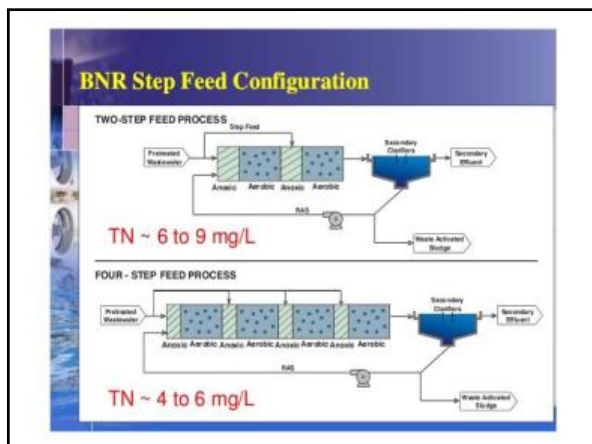 BNR Step Feed Configuration
TWO-STEP FEED PROCESS
Step Feed
Pretreated
Wastewater
Secondary
Clarifiers
Secondary
Effluent
Anoxic Aerobic Anoxic Aerobic
RAS
TN ~ 6 to 9 mg/L
Waste Activated
Sludge
FOUR - STEP FEED PROCESS
Pretreated
Wastewater
Secondary
Clarifiers
Secondary
Effluent
Anoxic Aerobic Anoxic Aerobic Anoxic Aerobic Anoxic Aerobic
RAS
TN ~ 4 to 6 mg/L
Waste Activated
Sludge